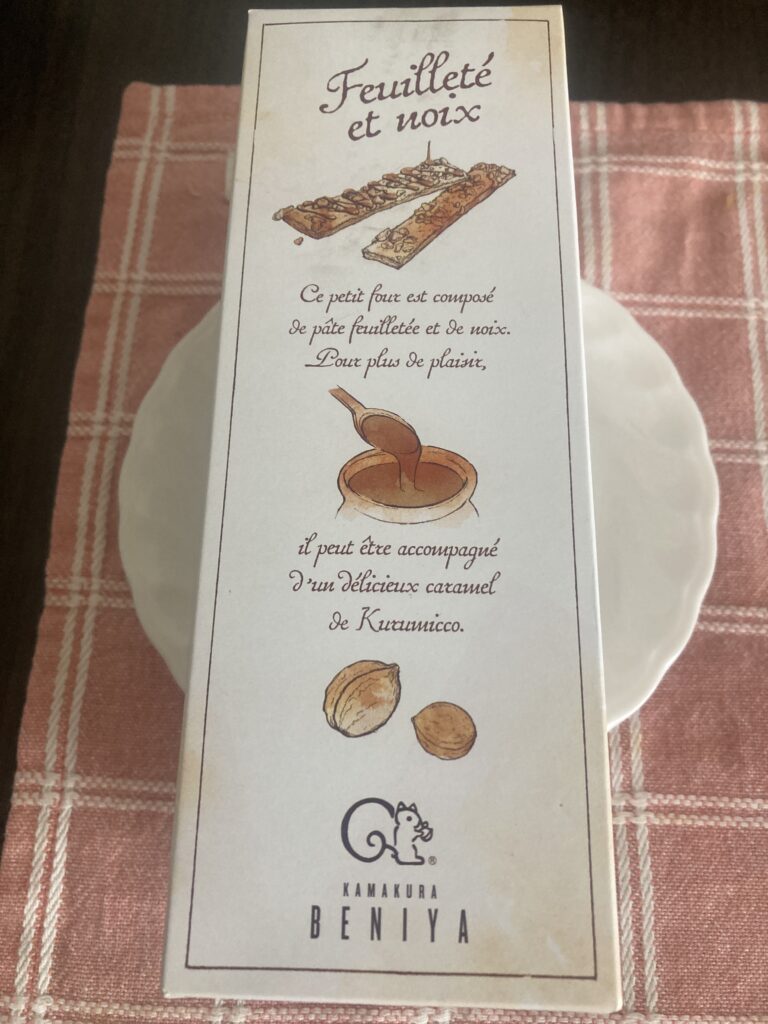 Feuilleté
et noix
Ce petit four est composé
de pâte feuilletée et de noix.
Pour plus de plaisir,
il peut être accompagné
d'un délicieux caramel
de Kurumicco.
®
KAMAKURA
BENIYA